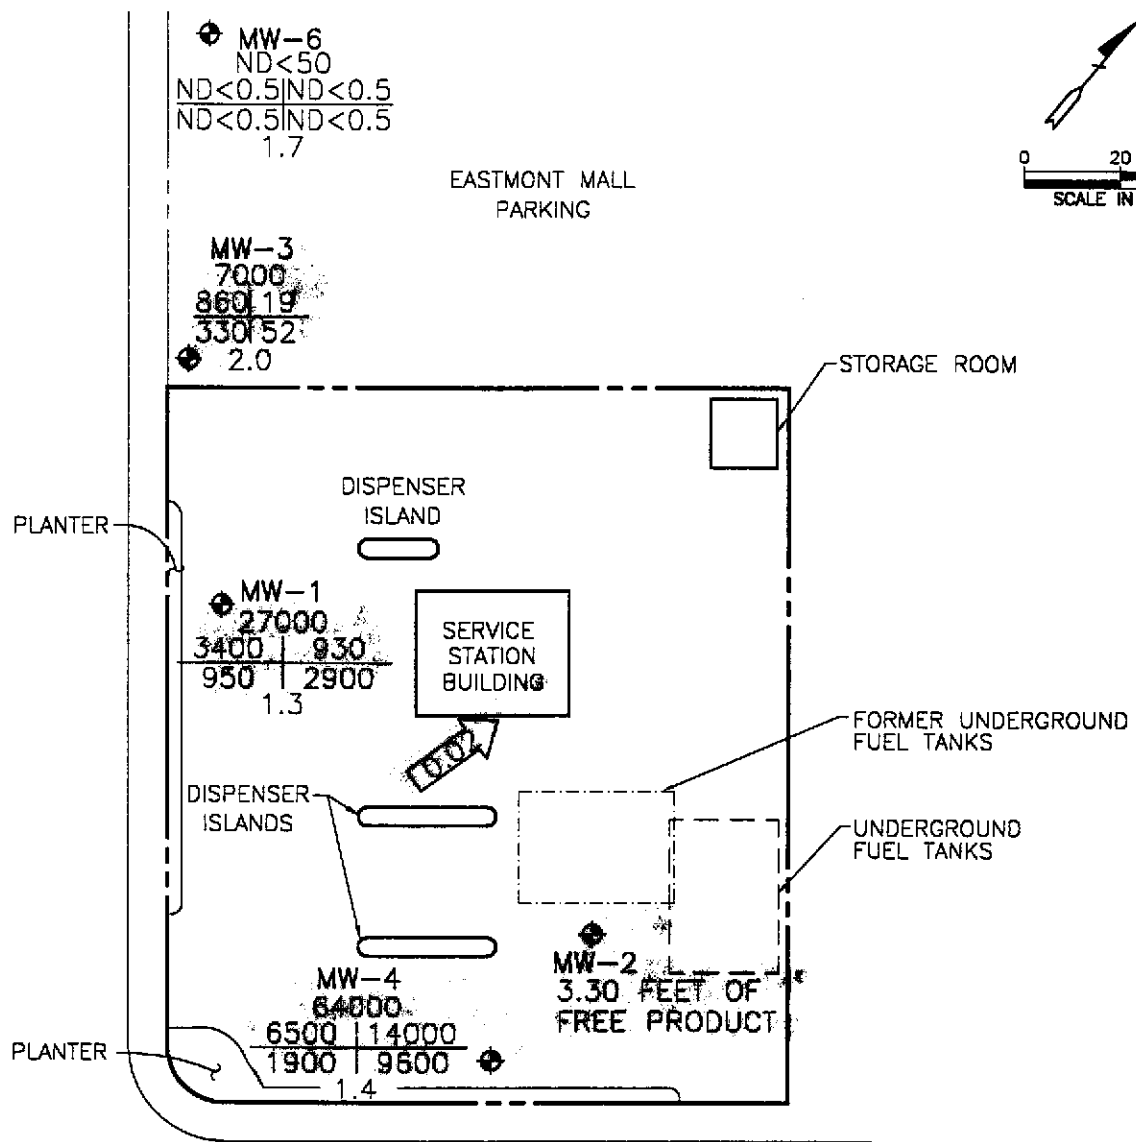 MW-6
ND<50
ND<0.5|ND<0.5
ND<0.5|ND<0.5
1.7
0 20
SCALE IN
EASTMONT MALL
PARKING
MW-3
7000
860|19
330|52
2.0
STORAGE ROOM
DISPENSER
ISLAND
PLANTER
MW-1
27000
3400|930
950|2900
1.3
SERVICE
STATION
BUILDING
0.02
FORMER UNDERGROUND
FUEL TANKS
DISPENSER
ISLANDS
UNDERGROUND
FUEL TANKS
MW-2
3.30 FEET OF
FREE PRODUCT
MW-4
64000
6500|14000
1900|9600
1.4
PLANTER